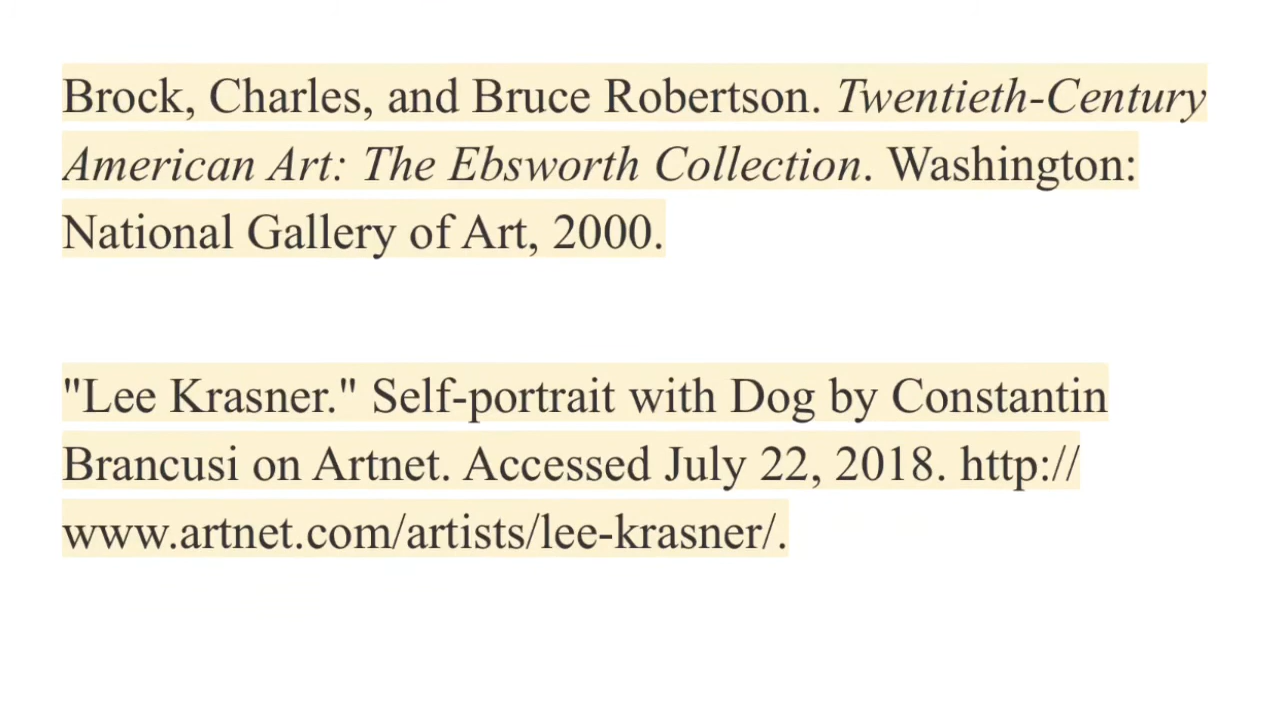 Brock, Charles, and Bruce Robertson. Twentieth-Century
American Art: The Ebsworth Collection. Washington:
National Gallery of Art, 2000.
"Lee Krasner." Self-portrait with Dog by Constantin
Brancusi on Artnet. Accessed July 22, 2018. http://
www.artnet.com/artists/lee-krasner/.